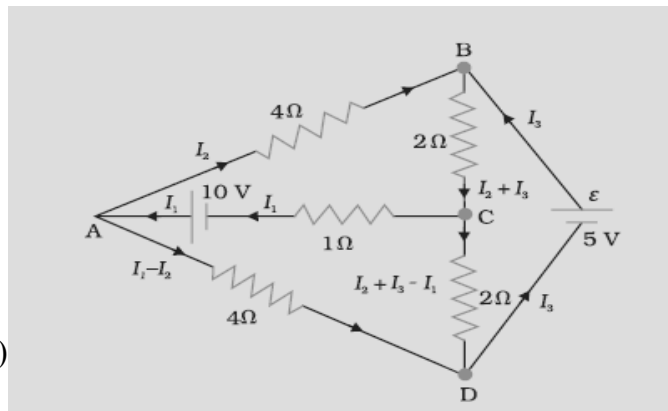 B
4Ω
I₃
2Ω
I₂
I₂ + I₃
10 V
ε
I₁
I₁
A
C
1Ω
5 V
I₁–I₂
I₂ + I₃ - I₁
2Ω
I₃
4Ω
)
D